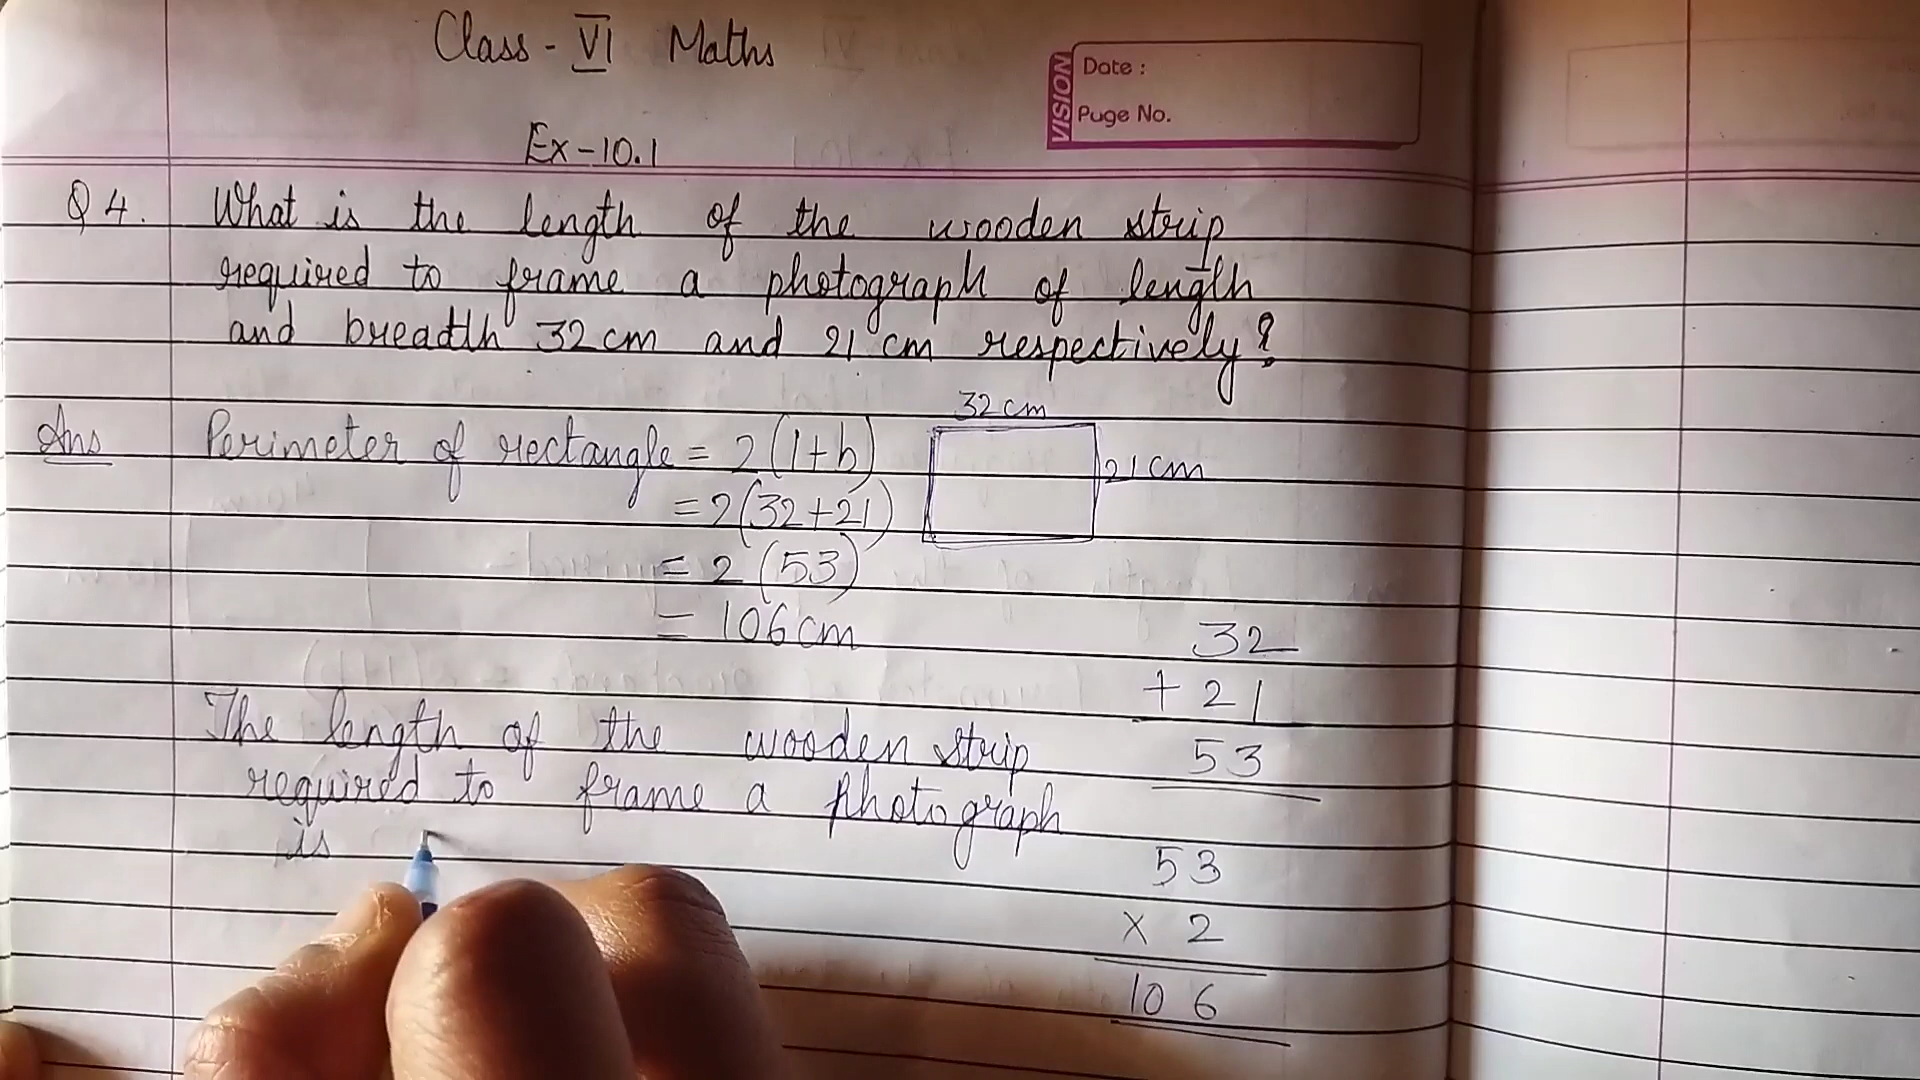 Class - VI Maths
VISION
Date :
Page No.
Ex-10.1
Q 4. What is the length of the wooden strip
required to frame a photograph of length
and breadth 32 cm and 21 cm respectively?
32 cm
Ans Perimeter of rectangle = 2(l+b)
21 cm
= 2(32+21)
= 2(53)
= 106 cm
The length of the wooden strip
required to frame a photograph
is
32
+ 21
53
53
x 2
106